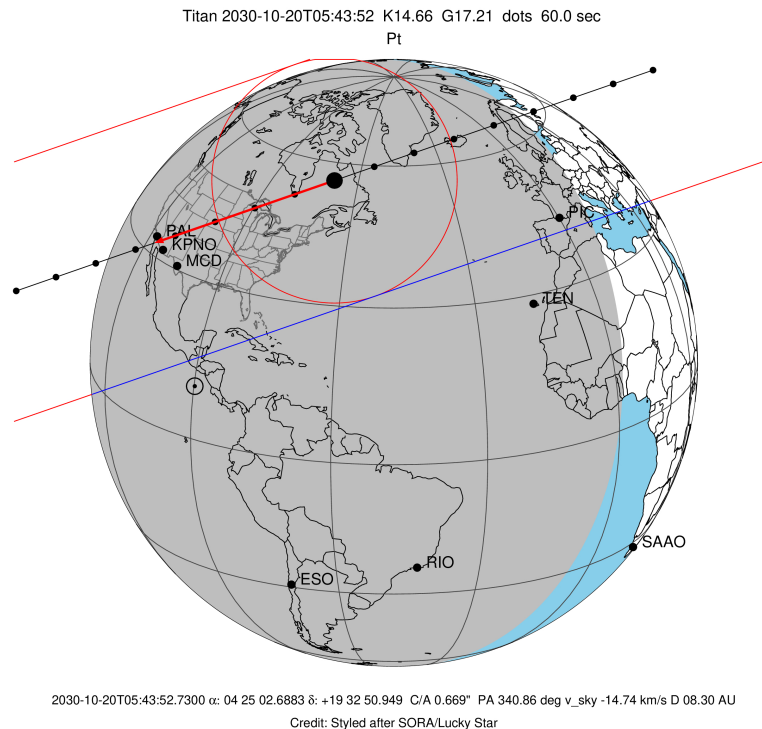 Titan 2030-10-20T05:43:52 K14.66 G17.21 dots 60.0 sec
Pt
PAL
KPNO
MCD
PIC
TEN
SAAO
RIO
ESO
2030-10-20T05:43:52.7300 α: 04 25 02.6883 δ: +19 32 50.949 C/A 0.669" PA 340.86 deg v_sky -14.74 km/s D 08.30 AU
Credit: Styled after SORA/Lucky Star